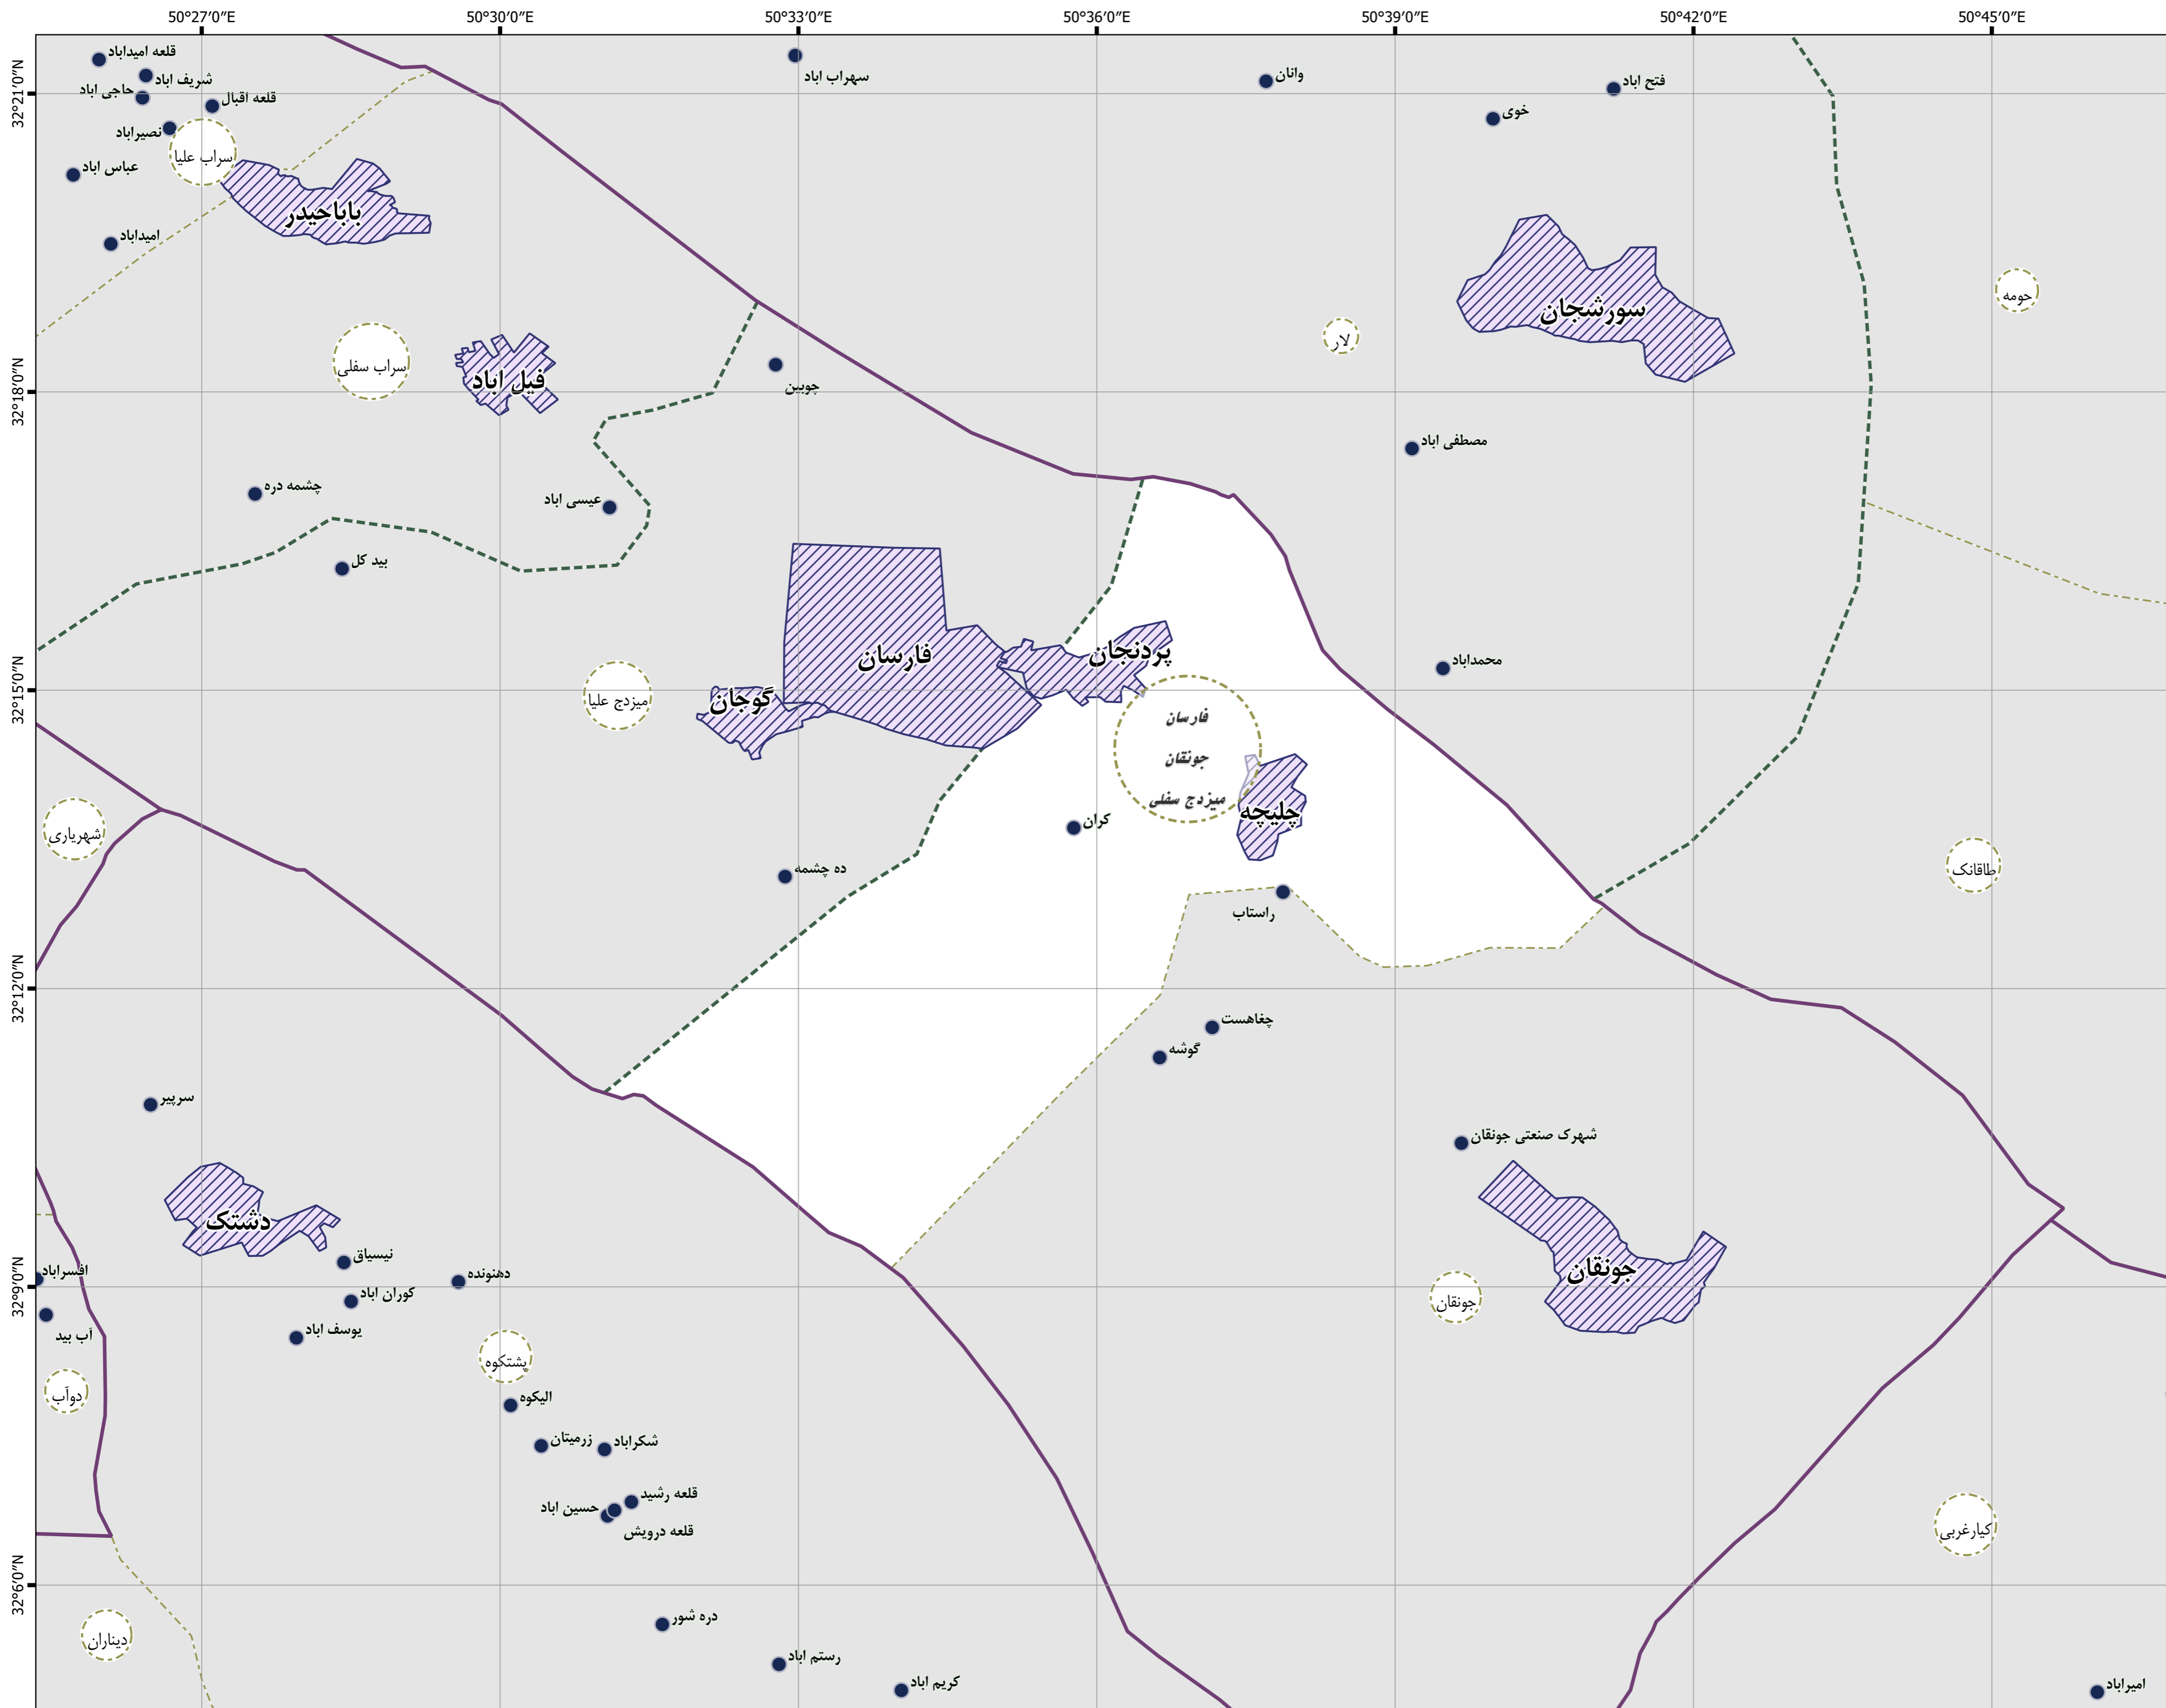 50°27'0"E
50°30'0"E
50°33'0"E
50°36'0"E
50°39'0"E
50°42'0"E
50°45'0"E
قلعه امیداباد
شریف اباد
حاجی اباد
قلعه اقبال
نصیراباد
سراب علیا
عباس اباد
امیداباد
باباحیدر
سهراب اباد
وانان
خوی
فتح اباد
32°21'0"N
سورشجان
حومه
لار
سراب سفلی
فیل اباد
چوبین
32°18'0"N
مصطفی اباد
چشمه دره
عیسی اباد
بید کل
فارسان
پردنجان
محمداباد
32°15'0"N
میزدج علیا
گوجان
فارسان
جونقان
میزدج سفلی
چلیچه
کران
شهریاری
ده چشمه
طاقانک
راستاب
32°12'0"N
چغاهست
گوشه
سرپیر
شهرک صنعتی جونقان
دشتک
نیسیاق
دهنونده
افسراباد
کوران اباد
32°9'0"N
آب بید
یوسف اباد
جونقان
جونقان
پشتکوه
دوآب
الیکوه
زرمیتان
شکراباد
قلعه رشید
حسین اباد
قلعه درویش
کیارغربی
32°6'0"N
دره شور
دیناران
رستم اباد
کریم اباد
امیراباد